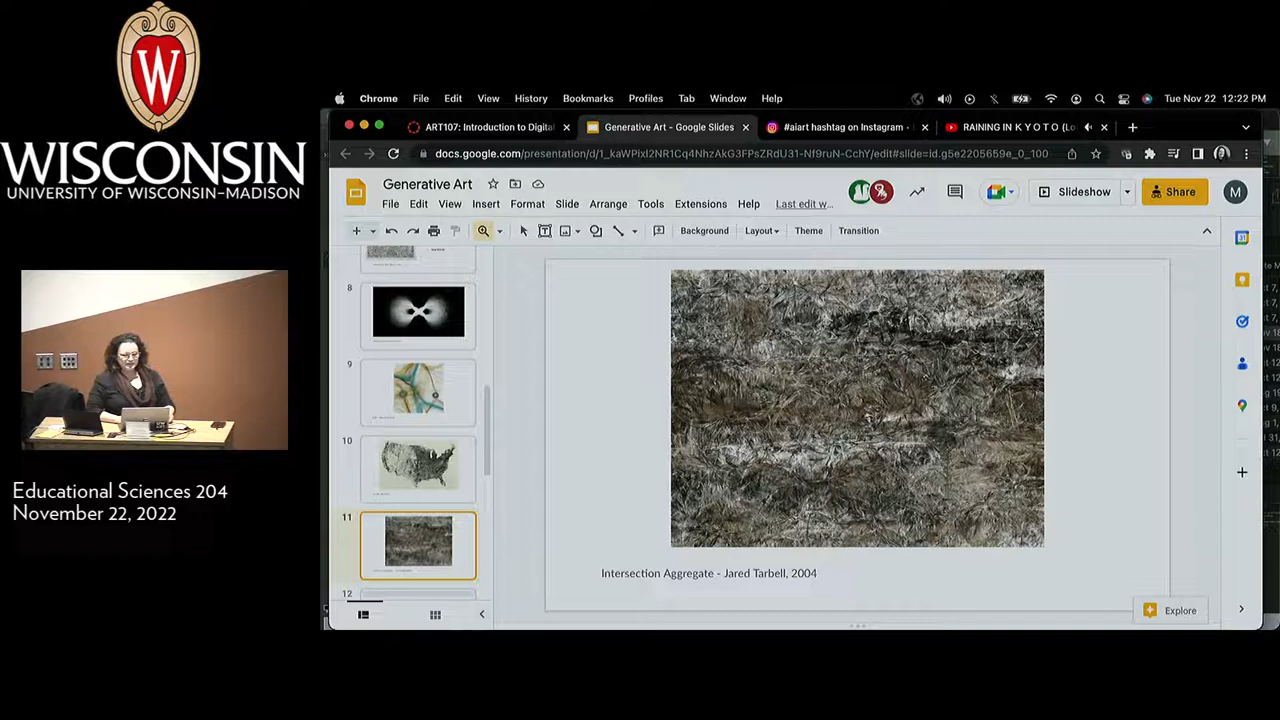 W
WISCONSIN
UNIVERSITY OF WISCONSIN–MADISON
Educational Sciences 204
November 22, 2022
Chrome File Edit View History Bookmarks Profiles Tab Window Help
Tue Nov 22 12:22 PM
ART107: Introduction to Digital
Generative Art - Google Slides
#aiart hashtag on Instagram •
RAINING IN K Y O T O (Lo
docs.google.com/presentation/d/1_kaWPixl2NR1Cq4NhzAkG3FPsZRdU31-Nf9ruN-CchY/edit#slide=id.g5e2205659e_0_100
Generative Art
Slideshow
Share
M
File Edit View Insert Format Slide Arrange Tools Extensions Help Last edit w...
Background Layout Theme Transition
8
9
10
11
12
Intersection Aggregate - Jared Tarbell, 2004
Explore